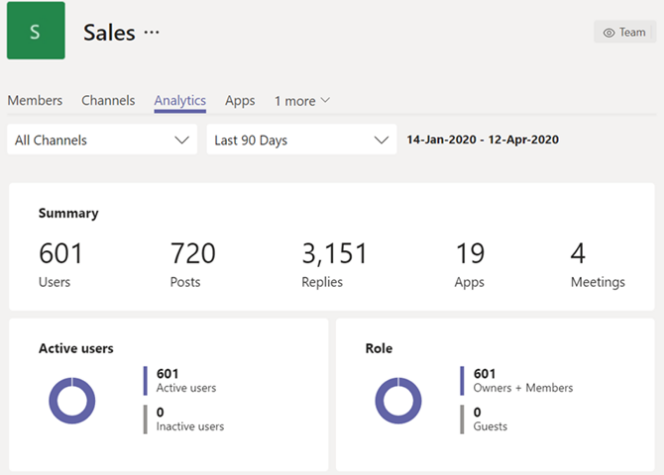 S
Sales ···
Team
Members Channels Analytics Apps 1 more
All Channels Last 90 Days 14-Jan-2020 - 12-Apr-2020
Summary
601 720 3,151 19 4
Users Posts Replies Apps Meetings
Active users
601
Active users
0
Inactive users
Role
601
Owners + Members
0
Guests